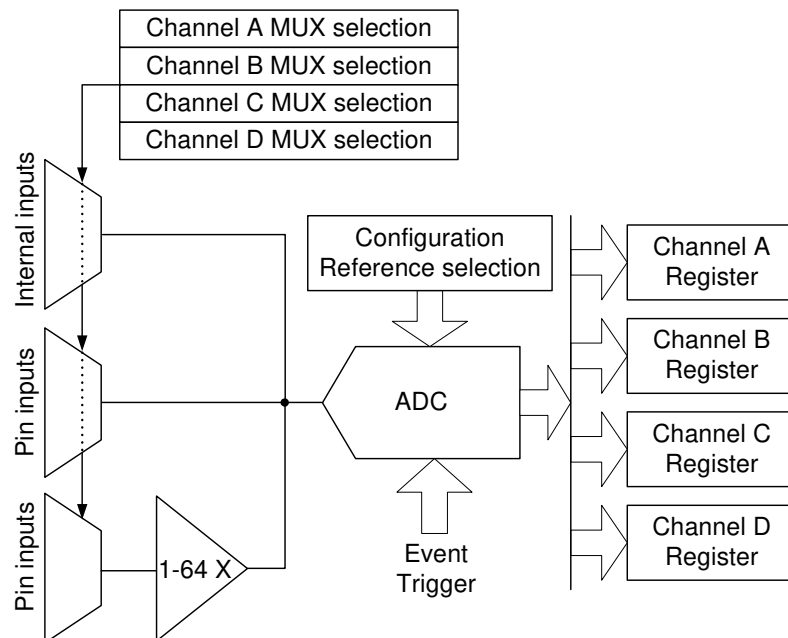 Channel A MUX selection
Channel B MUX selection
Channel C MUX selection
Channel D MUX selection
Internal inputs
Pin inputs
Pin inputs
1-64 X
Configuration
Reference selection
ADC
Event
Trigger
Channel A
Register
Channel B
Register
Channel C
Register
Channel D
Register